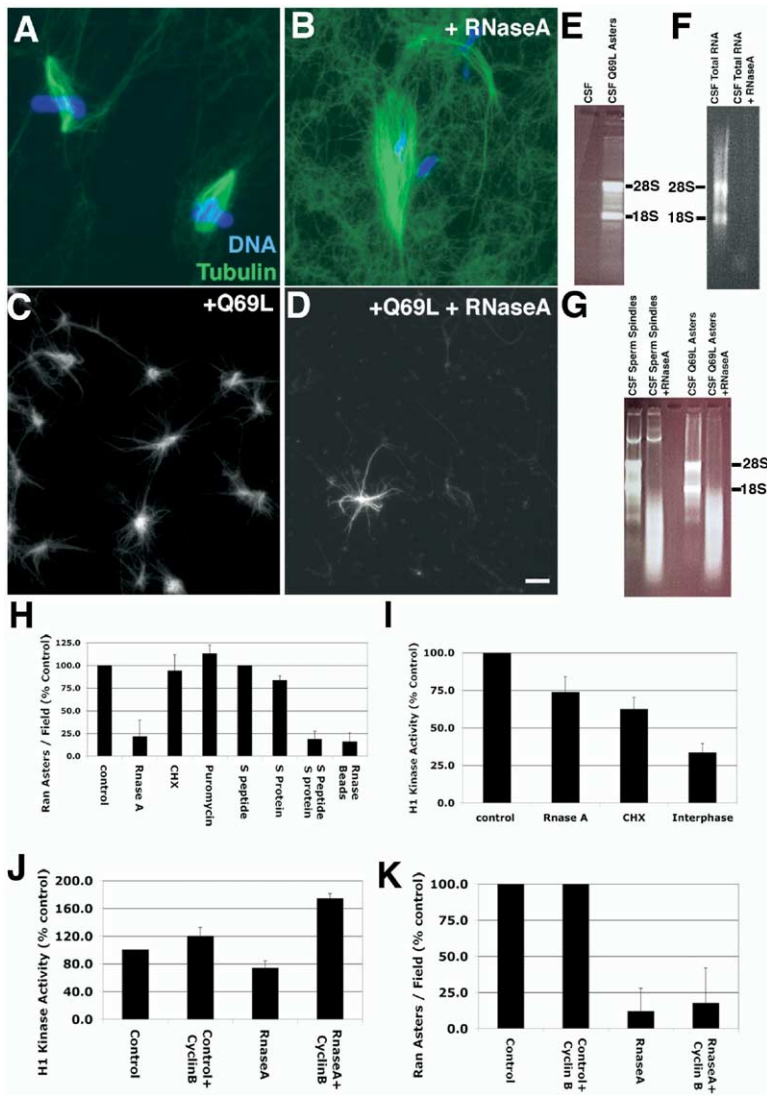 A
DNA
Tubulin
B
+ RNaseA
C
+Q69L
D
+Q69L + RNaseA
E
CSF
CSF Q69L Asters
28S
18S
F
CSF Total RNA
CSF Total RNA
+ RNaseA
28S
18S
G
CSF Sperm Spindles
CSF Sperm Spindles
+RNaseA
CSF Q69L Asters
CSF Q69L Asters
+RNaseA
28S
18S
H
Ran Asters / Field (% Control)
125.0
100.0
75.0
50.0
25.0
0.0
control
Rnase A
CHX
Puromycin
S peptide
S Protein
S Peptide
S protein
Rnase
Beads
I
H1 Kinase Activity (% Control)
100.0
75.0
50.0
25.0
0.0
control
Rnase A
CHX
Interphase
J
H1 Kinase Activity (% control)
200.0
160.0
120.0
80.0
40.0
0.0
Control
Control+
CyclinB
RnaseA
RnaseA+
CyclinB
K
Ran Asters / Field (% control)
100.0
75.0
50.0
25.0
0.0
Control
Control+
Cyclin B
RnaseA
RnaseA+
Cyclin B